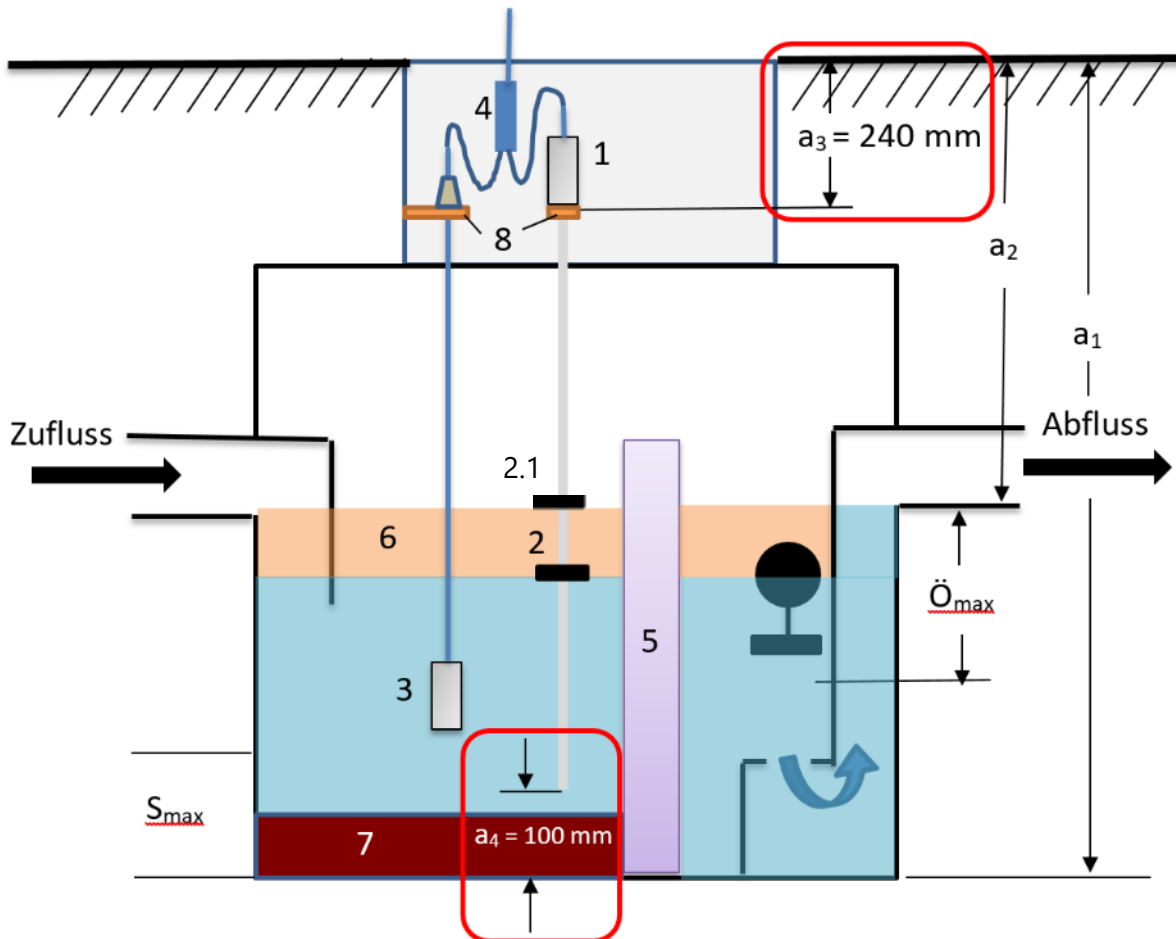 4
1
a₃ = 240 mm
8
a₂
a₁
Zufluss
Abfluss
2.1
6
2
Ömax
5
3
Smax
7
a₄ = 100 mm